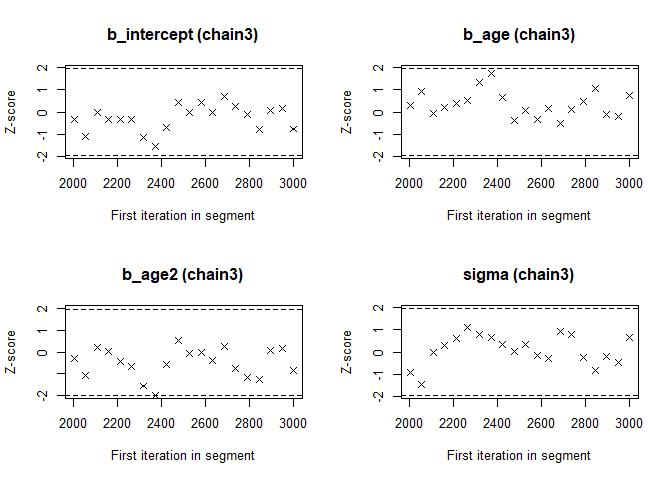 b_intercept (chain3)
Z-score
2
1
0
-1
-2
2000 2200 2400 2600 2800 3000
First iteration in segment
b_age (chain3)
Z-score
2
1
0
-1
-2
2000 2200 2400 2600 2800 3000
First iteration in segment
b_age2 (chain3)
Z-score
2
1
0
-1
-2
2000 2200 2400 2600 2800 3000
First iteration in segment
sigma (chain3)
Z-score
2
1
0
-1
-2
2000 2200 2400 2600 2800 3000
First iteration in segment